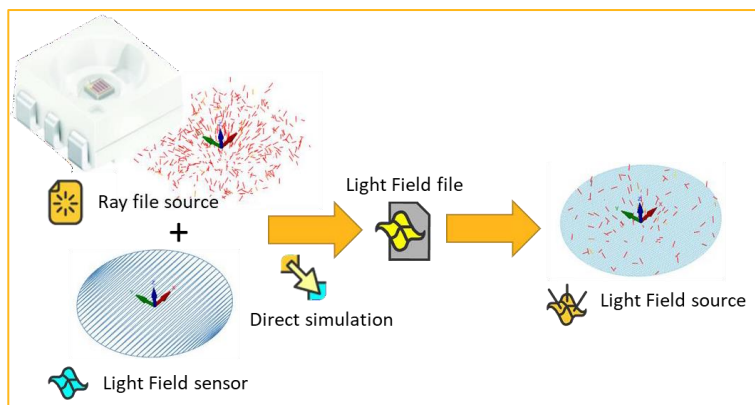 Ray file source
+
Light Field sensor
Direct simulation
Light Field file
Light Field source